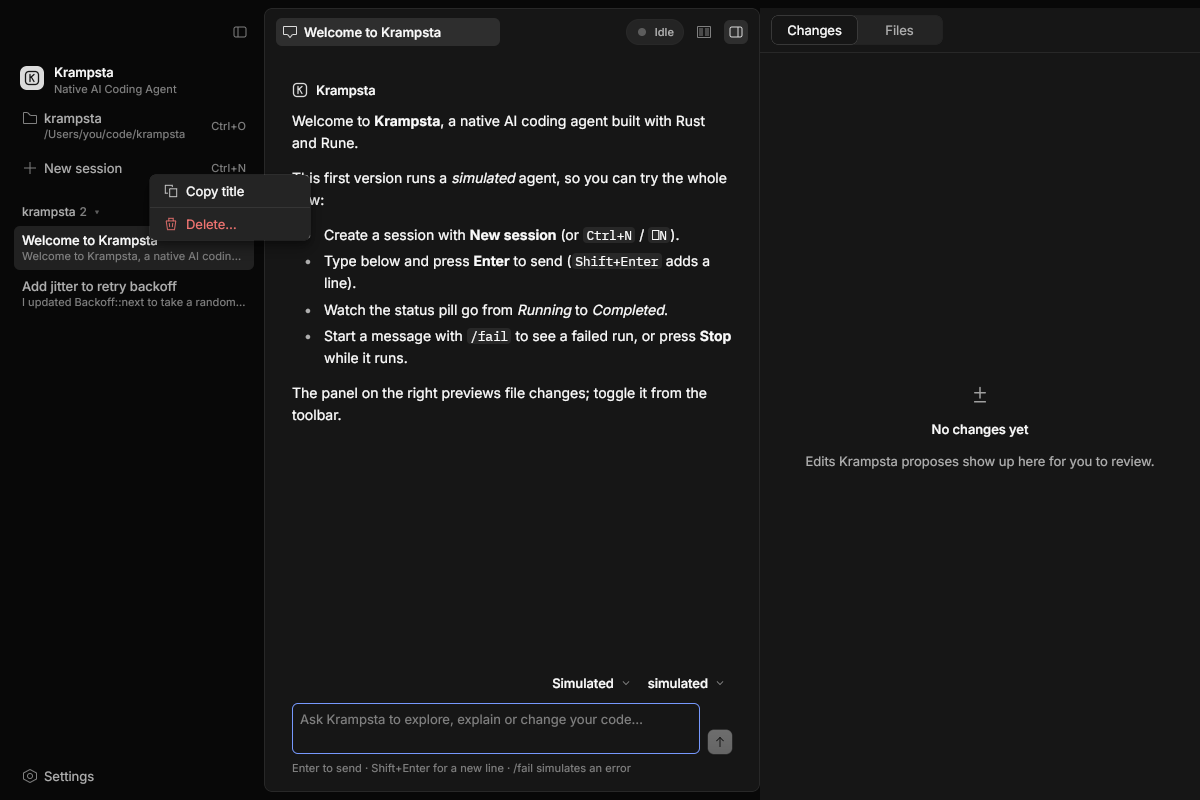 Krampsta
Native AI Coding Agent
krampsta
/Users/you/code/krampsta
Ctrl+O
New session
Ctrl+N
krampsta 2
Welcome to Krampsta
Welcome to Krampsta, a native AI codin...
Add jitter to retry backoff
I updated Backoff::next to take a random...
Settings
Copy title
Delete...
Welcome to Krampsta
Idle
Krampsta
Welcome to Krampsta, a native AI coding agent built with Rust
and Rune.
This first version runs a simulated agent, so you can try the whole
Create a session with New session (or Ctrl+N / N).
Type below and press Enter to send (Shift+Enter adds a
line).
Watch the status pill go from Running to Completed.
Start a message with /fail to see a failed run, or press Stop
while it runs.
The panel on the right previews file changes; toggle it from the
toolbar.
Simulated
simulated
Ask Krampsta to explore, explain or change your code...
Enter to send · Shift+Enter for a new line · /fail simulates an error
Changes
Files
No changes yet
Edits Krampsta proposes show up here for you to review.